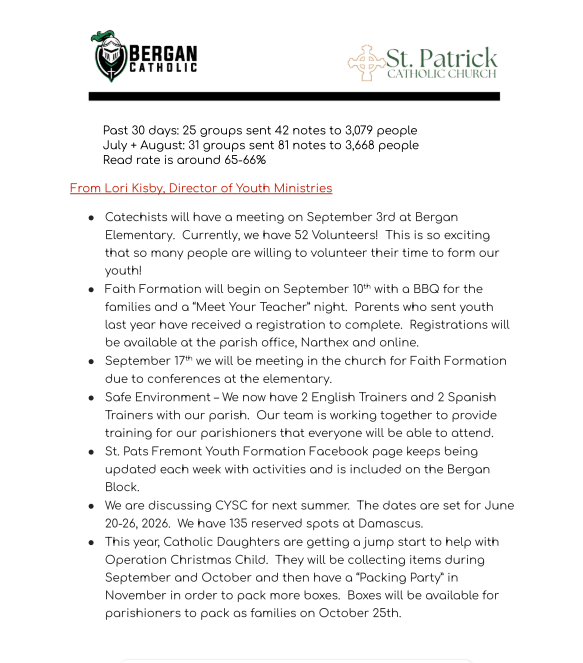 BERGAN
CATHOLIC
St. Patrick
CATHOLIC CHURCH
Past 30 days: 25 groups sent 42 notes to 3,079 people
July + August: 31 groups sent 81 notes to 3,668 people
Read rate is around 65-66%
From Lori Kisby, Director of Youth Ministries
● Catechists will have a meeting on September 3rd at Bergan
Elementary.  Currently, we have 52 Volunteers!  This is so exciting
that so many people are willing to volunteer their time to form our
youth!
● Faith Formation will begin on September 10th with a BBQ for the
families and a “Meet Your Teacher” night.  Parents who sent youth
last year have received a registration to complete.  Registrations will
be available at the parish office, Narthex and online.
● September 17th we will be meeting in the church for Faith Formation
due to conferences at the elementary.
● Safe Environment – We now have 2 English Trainers and 2 Spanish
Trainers with our parish.  Our team is working together to provide
training for our parishioners that everyone will be able to attend.
● St. Pats Fremont Youth Formation Facebook page keeps being
updated each week with activities and is included on the Bergan
Block.
● We are discussing CYSC for next summer.  The dates are set for June
20-26, 2026.  We have 135 reserved spots at Damascus.
● This year, Catholic Daughters are getting a jump start to help with
Operation Christmas Child.  They will be collecting items during
September and October and then have a “Packing Party” in
November in order to pack more boxes.  Boxes will be available for
parishioners to pack as families on October 25th.